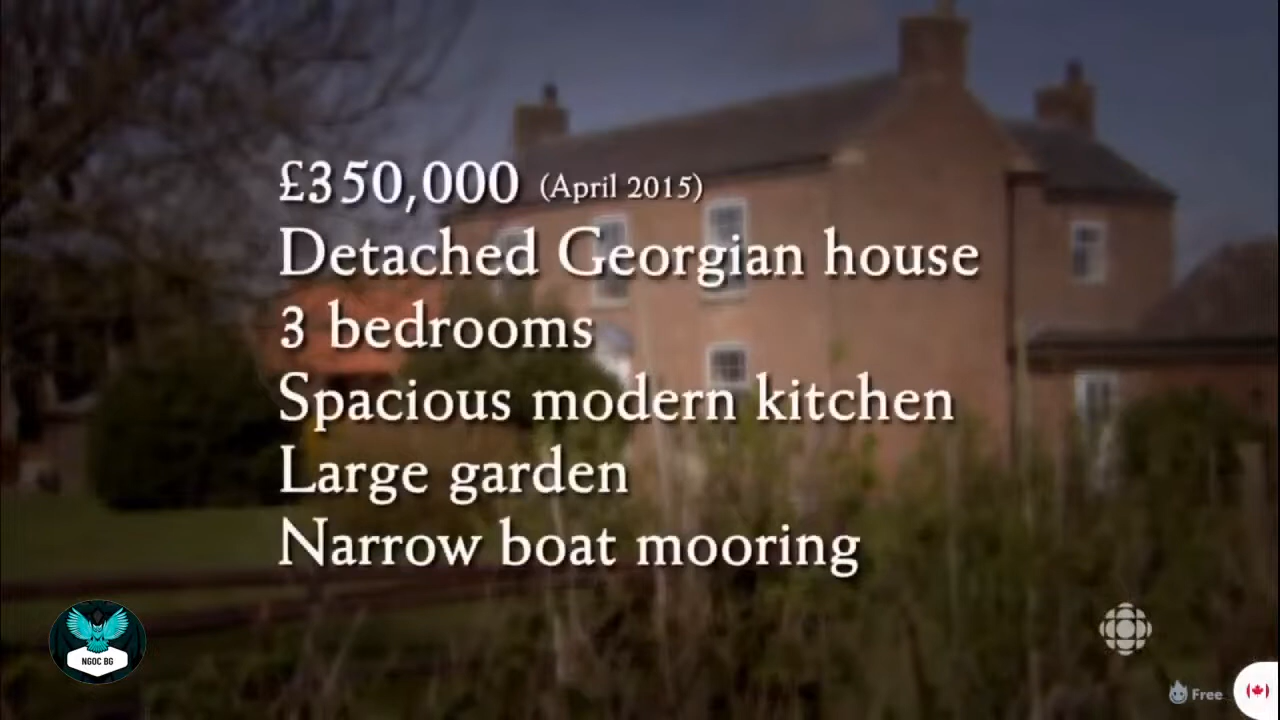 £350,000 (April 2015)
Detached Georgian house
3 bedrooms
Spacious modern kitchen
Large garden
Narrow boat mooring
NGOC BG
Free